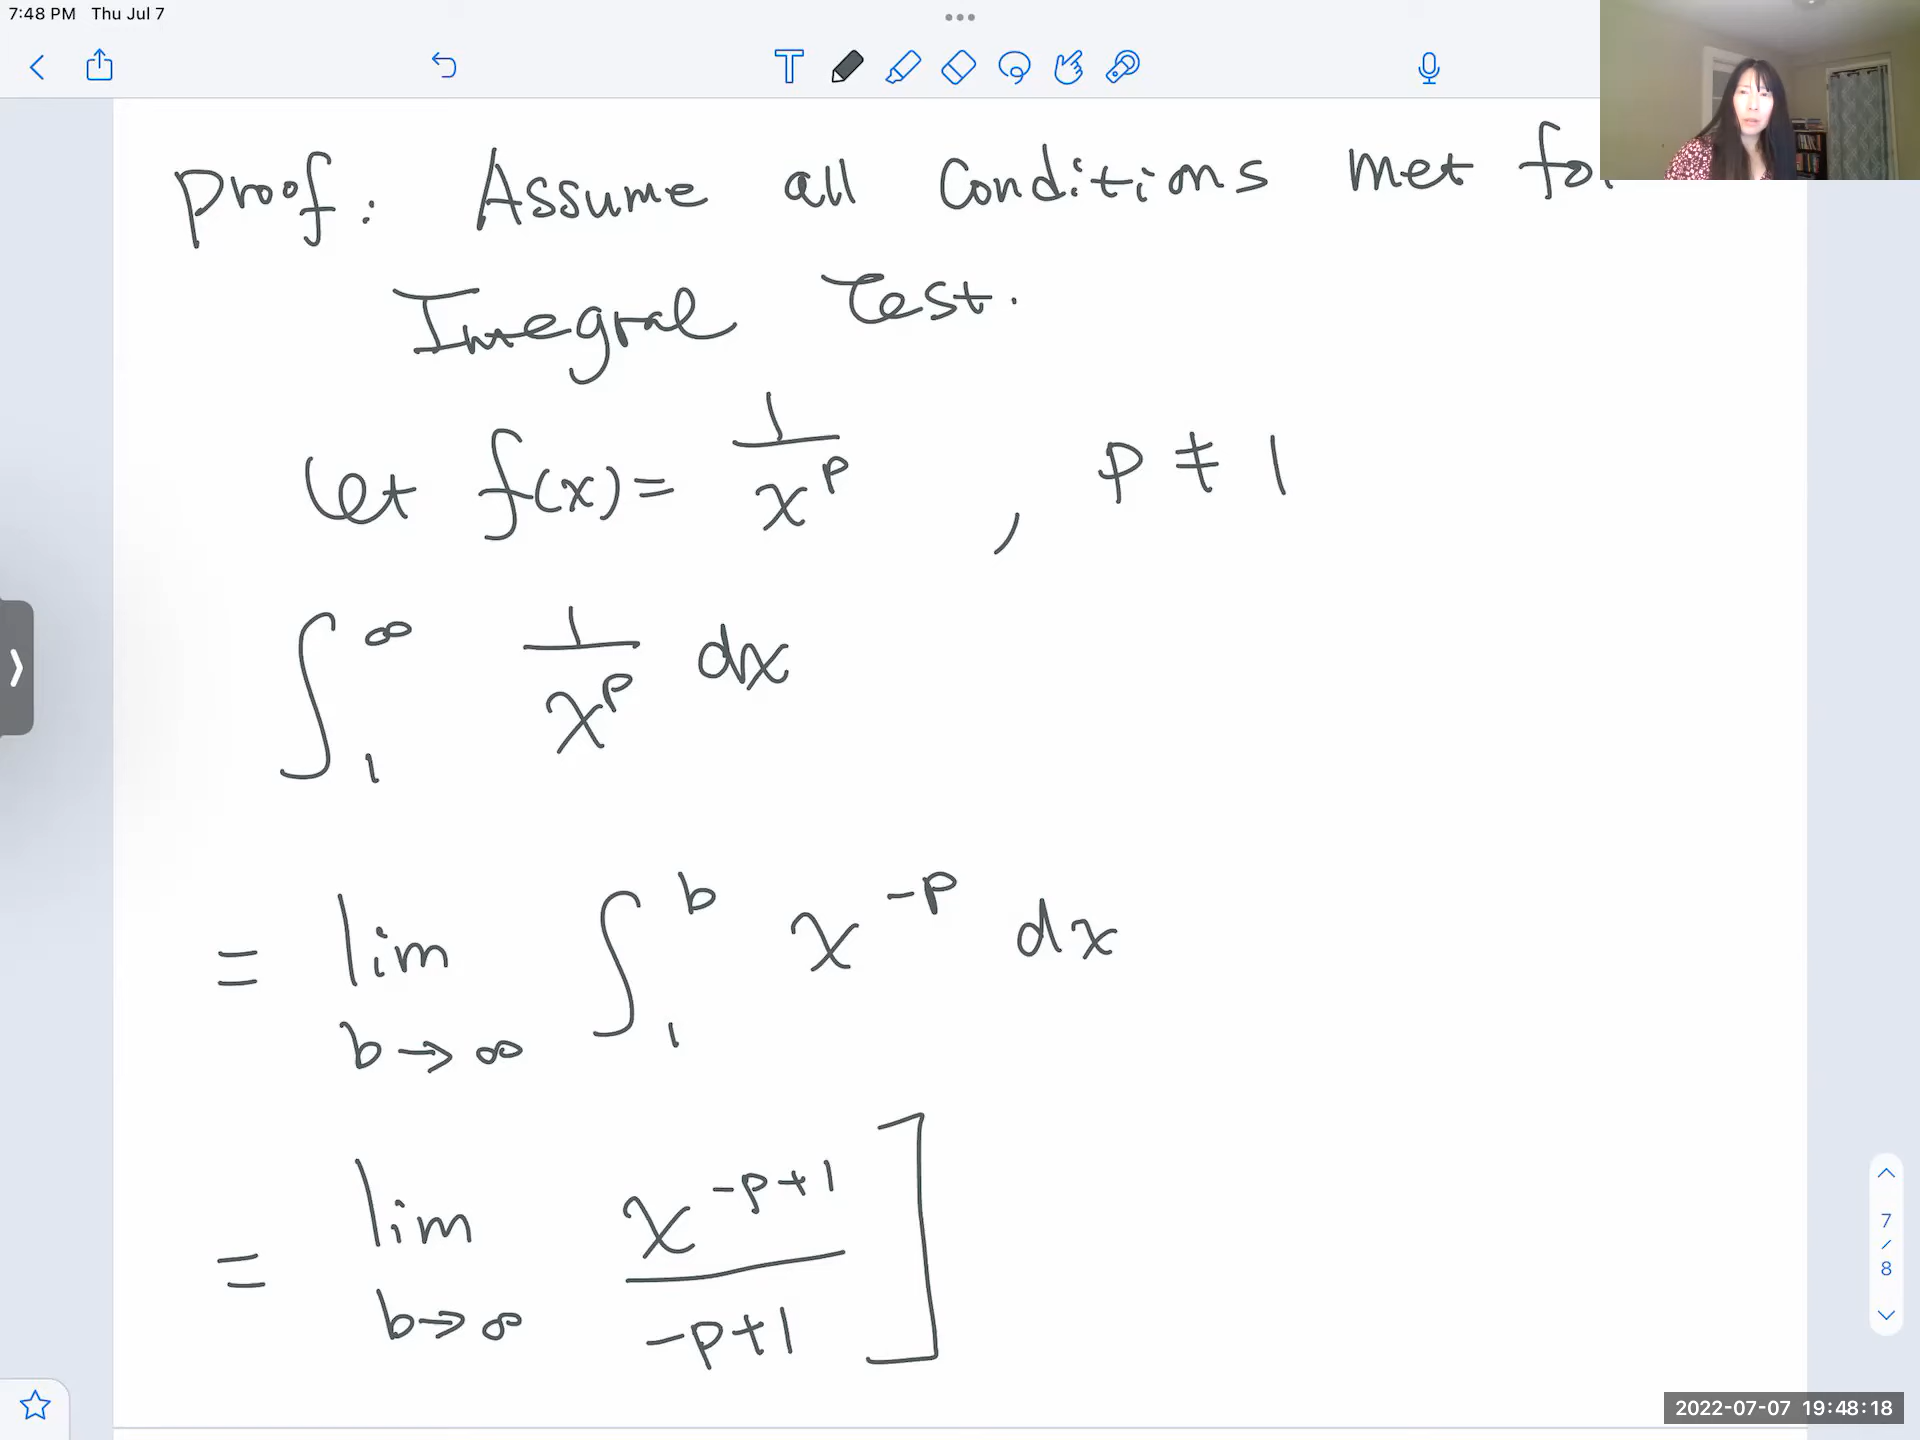 7:48 PM Thu Jul 7
T
Proof: Assume all Conditions met for
Integral Test.
Let f(x) = 1/x^p , p ≠ 1
∫_1^∞ 1/x^p dx
= lim_{b→∞} ∫_1^b x^{-p} dx
= lim_{b→∞} x^{-p+1}/(-p+1) ]
7/8
2022-07-07 19:48:18